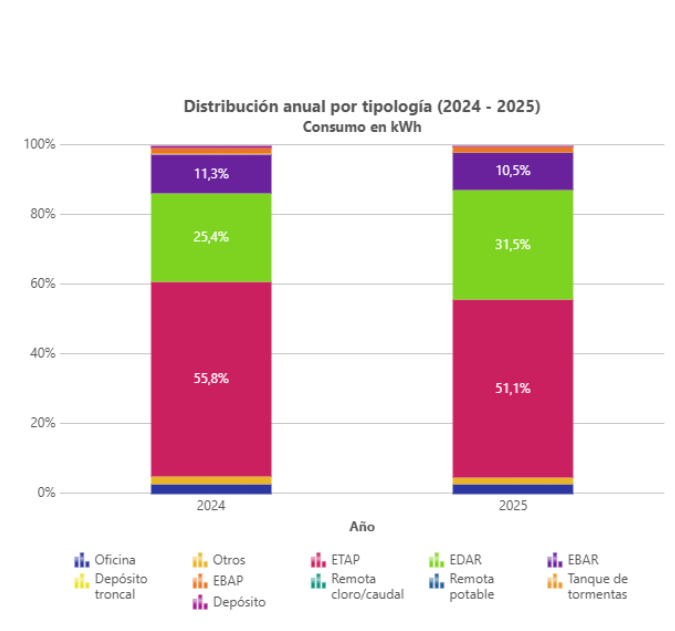 Distribución anual por tipología (2024 - 2025)
Consumo en kWh
100%
80%
60%
40%
20%
0%
11,3%
25,4%
55,8%
10,5%
31,5%
51,1%
2024
2025
Año
Oficina
Otros
ETAP
EDAR
EBAR
Depósito
troncal
EBAP
Remota
cloro/caudal
Remota
potable
Tanque de
tormentas
Depósito